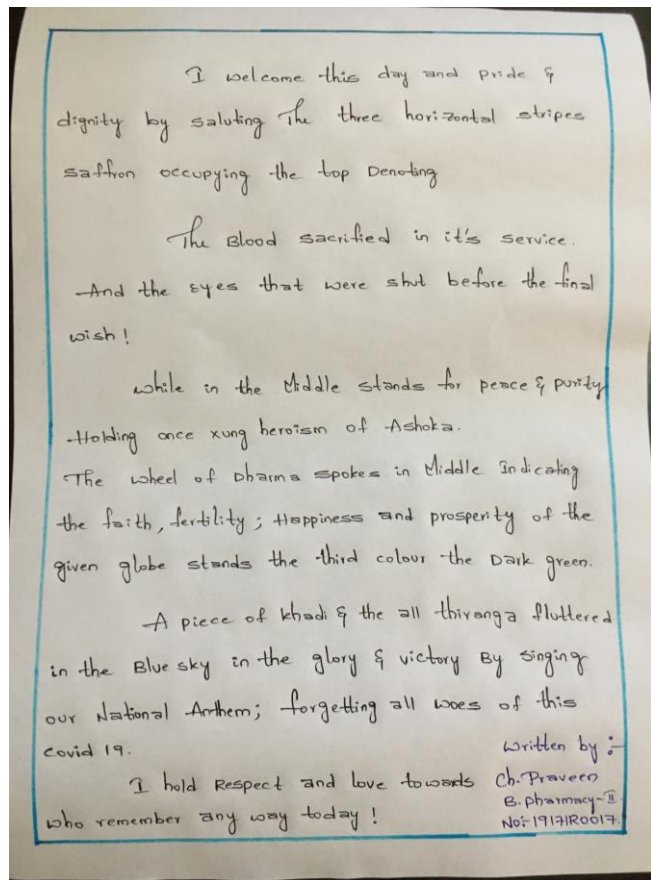 I welcome this day and pride &
dignity by saluting The three horizontal stripes
saffron occupying the top Denoting
The Blood sacrified in it's service.
And the Eyes that were shut before the final
wish!
while in the Middle stands for peace & purity
Holding once xung heroism of Ashoka.
The wheel of Dharma spokes in Middle Indicating
the faith, fertility; Happiness and prosperity of the
given globe stands the third colour the Dark green.
A piece of khadi & the all thiranga fluttered
in the Blue sky in the glory & victory By singing
our National Anthem; forgetting all woes of this
Covid 19.
I hold Respect and love towards
who remember any way today!
written by :-
Ch. Praveen
B. pharmacy-II
No:- 19171R0017.